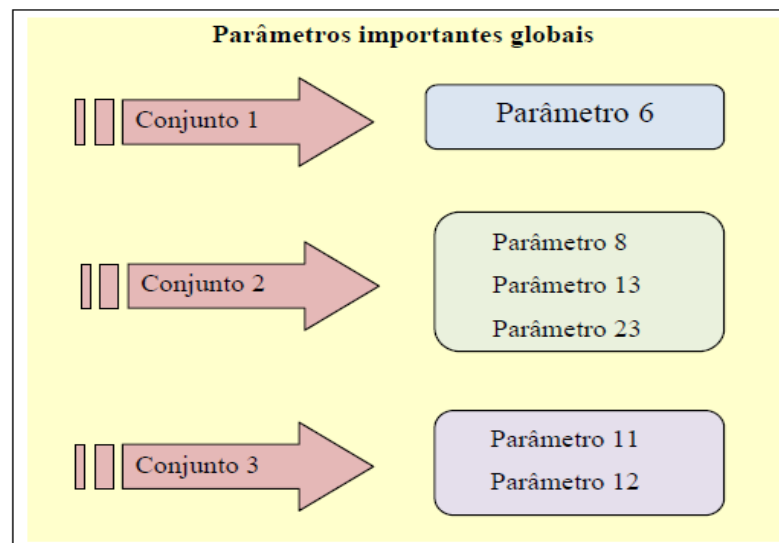 Parâmetros importantes globais
Conjunto 1
Parâmetro 6
Conjunto 2
Parâmetro 8
Parâmetro 13
Parâmetro 23
Conjunto 3
Parâmetro 11
Parâmetro 12